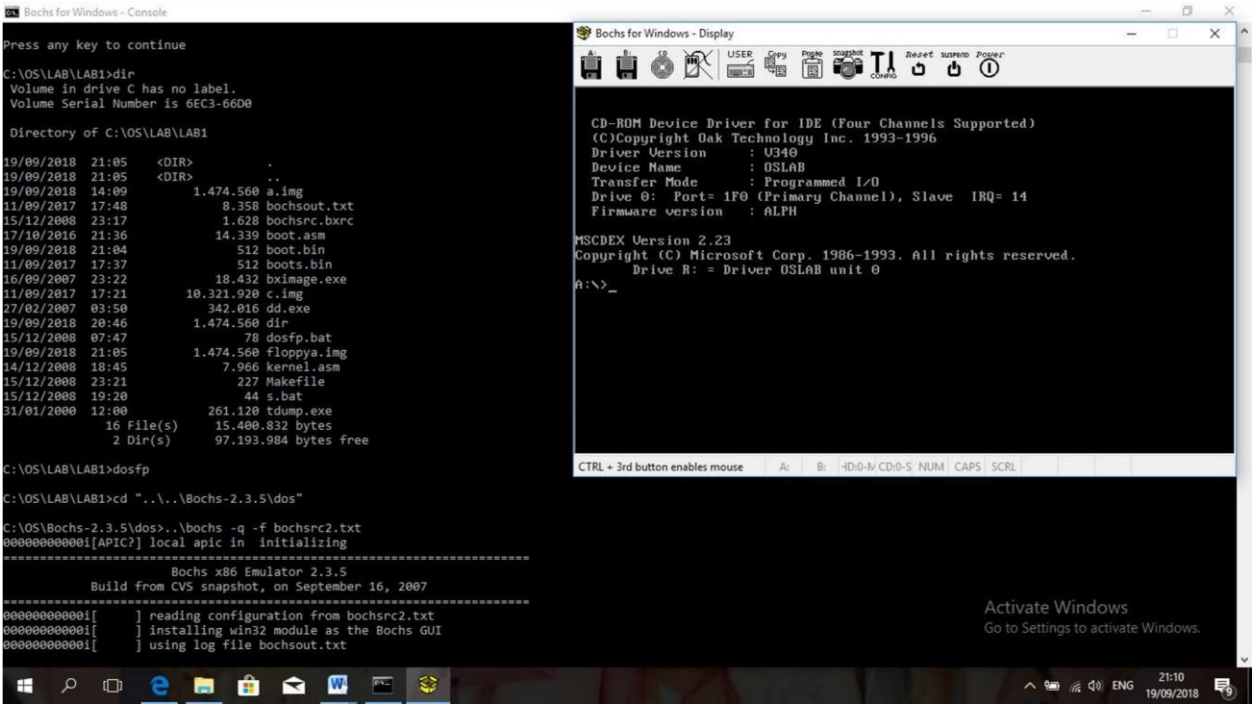 Bochs for Windows - Console
Press any key to continue
C:\OS\LAB\LAB1>dir
Volume in drive C has no label.
Volume Serial Number is 6EC3-66D0
Directory of C:\OS\LAB\LAB1
19/09/2018 21:05 <DIR> .
19/09/2018 21:05 <DIR> ..
19/09/2018 14:09 1.474.560 a.img
11/09/2017 17:48 8.358 bochsout.txt
15/12/2008 23:17 1.628 bochsrc.bxrc
17/10/2016 21:36 14.339 boot.asm
19/09/2018 21:04 512 boot.bin
11/09/2017 17:37 512 boots.bin
16/09/2007 23:22 18.432 bximage.exe
11/09/2017 17:21 10.321.920 c.img
27/02/2007 03:50 342.016 dd.exe
19/09/2018 20:46 1.474.560 dir
15/12/2008 07:47 78 dosfp.bat
19/09/2018 21:05 1.474.560 floppya.img
14/12/2008 18:45 7.966 kernel.asm
15/12/2008 23:21 227 Makefile
15/12/2008 19:20 44 s.bat
31/01/2000 12:00 261.120 tdump.exe
16 File(s) 15.400.832 bytes
2 Dir(s) 97.193.984 bytes free
C:\OS\LAB\LAB1>dosfp
C:\OS\LAB\LAB1>cd "..\..\Bochs-2.3.5\dos"
C:\OS\Bochs-2.3.5\dos>..\bochs -q -f bochsrc2.txt
00000000000i[APIC?] local apic in initializing
========================================================================
Bochs x86 Emulator 2.3.5
Build from CVS snapshot, on September 16, 2007
========================================================================
00000000000i[ ] reading configuration from bochsrc2.txt
00000000000i[ ] installing win32 module as the Bochs GUI
00000000000i[ ] using log file bochsout.txt
Bochs for Windows - Display
A: B: CD USER Copy Paste snapshot CONFIG Reset SUSPEND Power
CD-ROM Device Driver for IDE (Four Channels Supported)
(C)Copyright Oak Technology Inc. 1993-1996
Driver Version : V340
Device Name : OSLAB
Transfer Mode : Programmed I/O
Drive 0: Port= 1F0 (Primary Channel), Slave IRQ= 14
Firmware version : ALPH
MSCDEX Version 2.23
Copyright (C) Microsoft Corp. 1986-1993. All rights reserved.
Drive R: = Driver OSLAB unit 0
A:\>_
CTRL + 3rd button enables mouse A: B: HD:0-M CD:0-S NUM CAPS SCRL
Activate Windows
Go to Settings to activate Windows.
ENG 21:10
19/09/2018
9